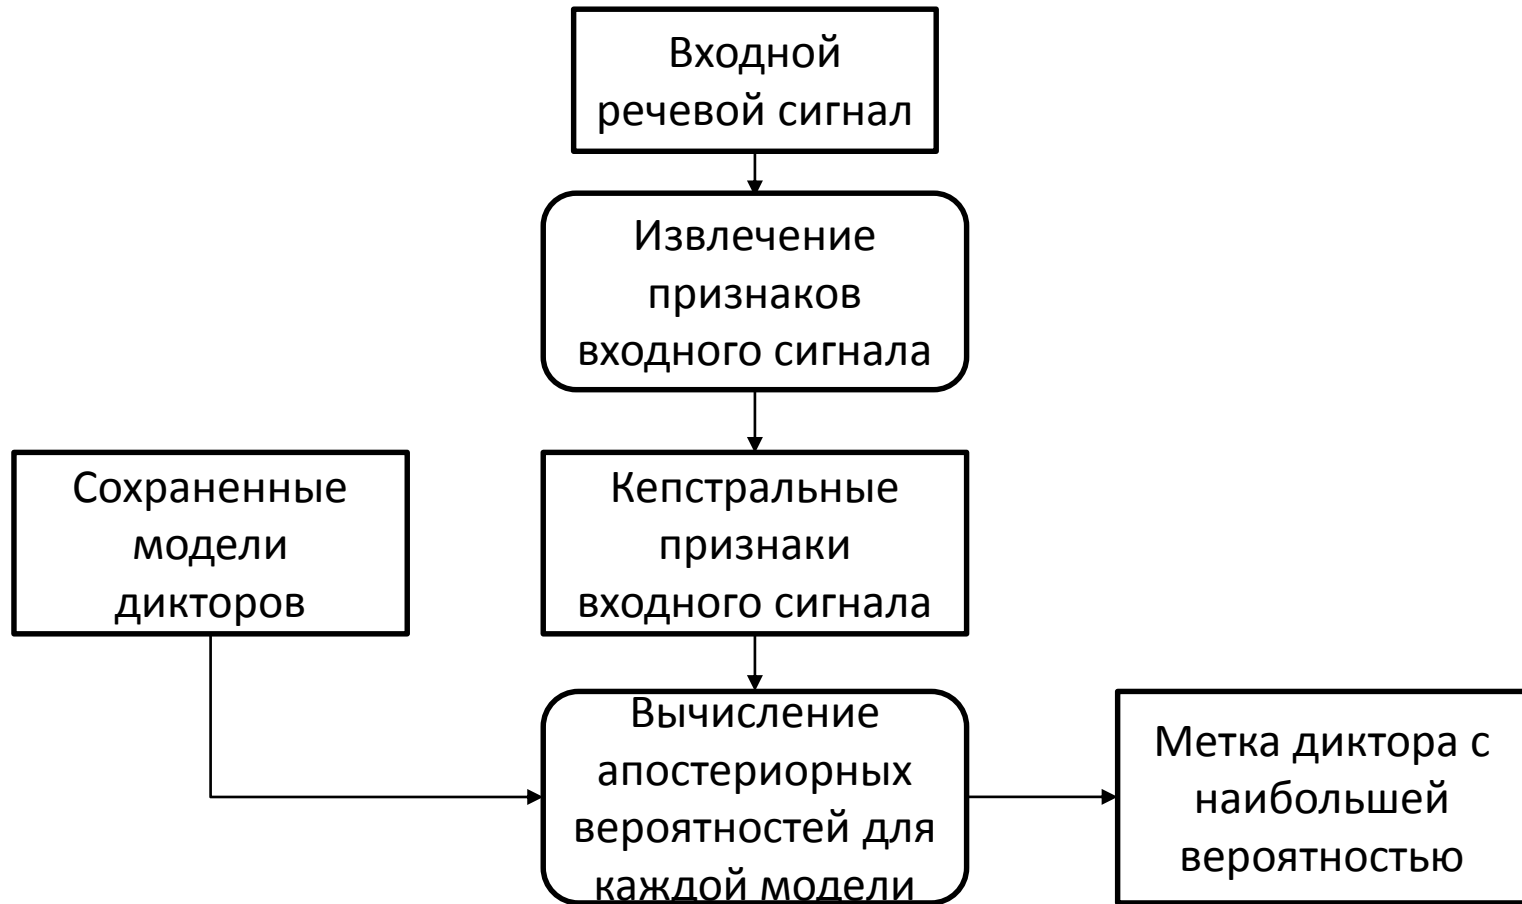 Входной
речевой сигнал
Извлечение
признаков
входного сигнала
Сохраненные
модели
дикторов
Кепстральные
признаки
входного сигнала
Вычисление
апостериорных
вероятностей для
каждой модели
Метка диктора с
наибольшей
вероятностью